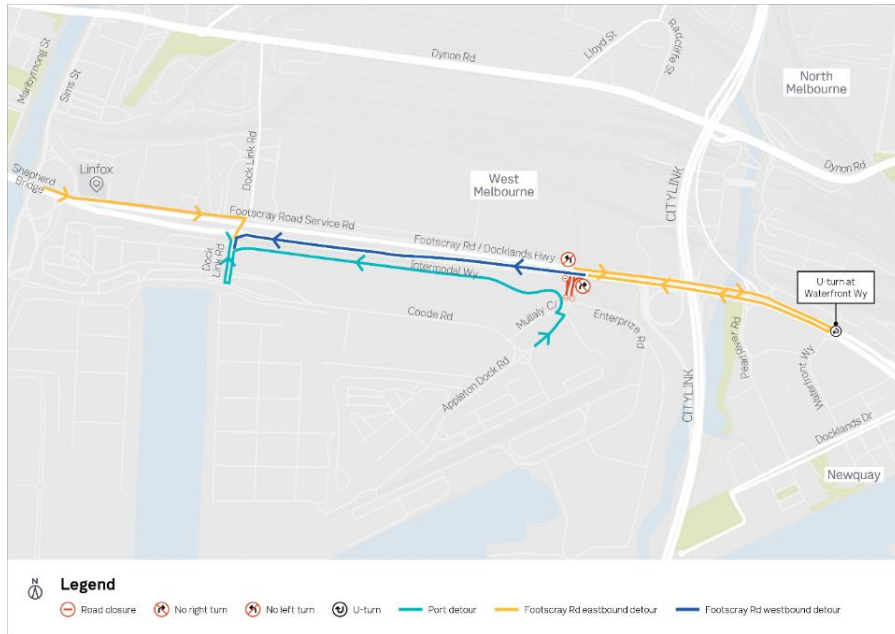 Maribyrnong St
Sims St
Dynon Rd
Lloyd St
Radcliffe St
North
Melbourne
Dynon Rd
Shepherd
Bridge
Linfox
Dock Link Rd
West
Melbourne
CITYLINK
Footscray Road Service Rd
Footscray Rd / Docklands Hwy
Dock
Link Rd
Intermodal Wy
U-turn at
Waterfront Wy
Mullaly Cl
Coode Rd
Enterprize Rd
Appleton Dock Rd
Pearl River Rd
Waterfront Wy
CITYLINK
Docklands Dr
Newquay
N
Legend
Road closure
No right turn
No left turn
U-turn
Port detour
Footscray Rd eastbound detour
Footscray Rd westbound detour